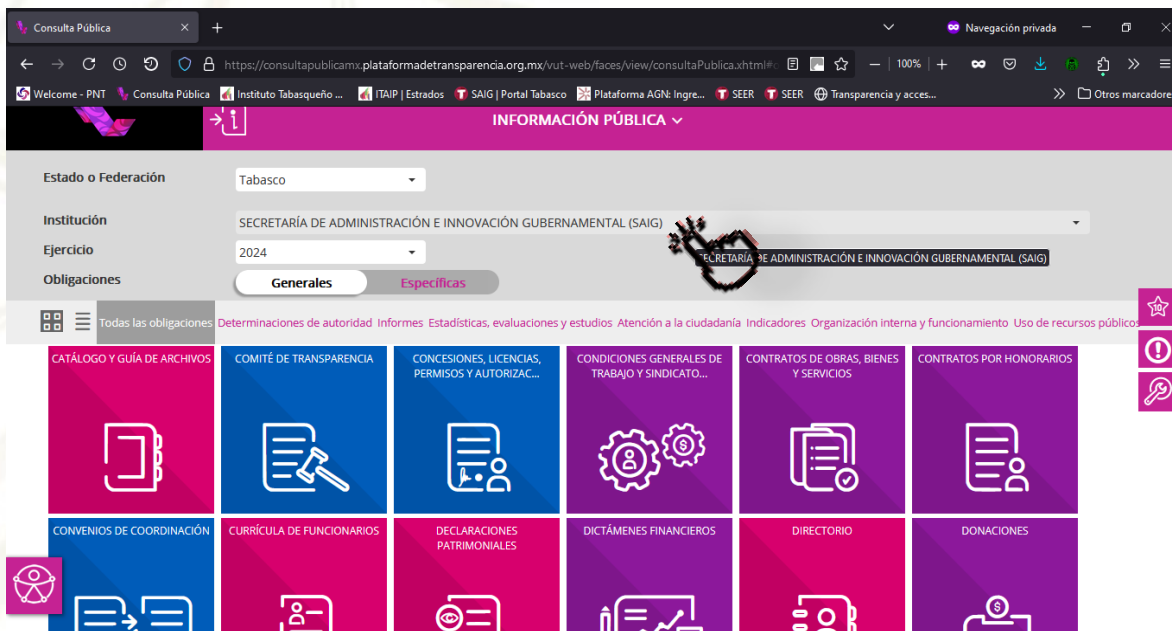 Consulta Pública
Navegación privada
https://consultapublicamx.plataformadetransparencia.org.mx/vut-web/faces/view/consultaPublica.xhtml#
100%
Welcome - PNT
Consulta Pública
Instituto Tabasqueño ...
ITAIP | Estrados
SAIG | Portal Tabasco
Plataforma AGN: Ingre...
SEER
SEER
Transparencia y acces...
Otros marcadore
INFORMACIÓN PÚBLICA
Estado o Federación
Tabasco
Institución
SECRETARÍA DE ADMINISTRACIÓN E INNOVACIÓN GUBERNAMENTAL (SAIG)
Ejercicio
2024
SECRETARÍA DE ADMINISTRACIÓN E INNOVACIÓN GUBERNAMENTAL (SAIG)
Obligaciones
Generales
Específicas
Todas las obligaciones
Determinaciones de autoridad
Informes
Estadísticas, evaluaciones y estudios
Atención a la ciudadanía
Indicadores
Organización interna y funcionamiento
Uso de recursos públicos
CATÁLOGO Y GUÍA DE ARCHIVOS
COMITÉ DE TRANSPARENCIA
CONCESIONES, LICENCIAS,
PERMISOS Y AUTORIZAC...
CONDICIONES GENERALES DE
TRABAJO Y SINDICATO...
CONTRATOS DE OBRAS, BIENES
Y SERVICIOS
CONTRATOS POR HONORARIOS
CONVENIOS DE COORDINACIÓN
CURRÍCULA DE FUNCIONARIOS
DECLARACIONES
PATRIMONIALES
DICTÁMENES FINANCIEROS
DIRECTORIO
DONACIONES